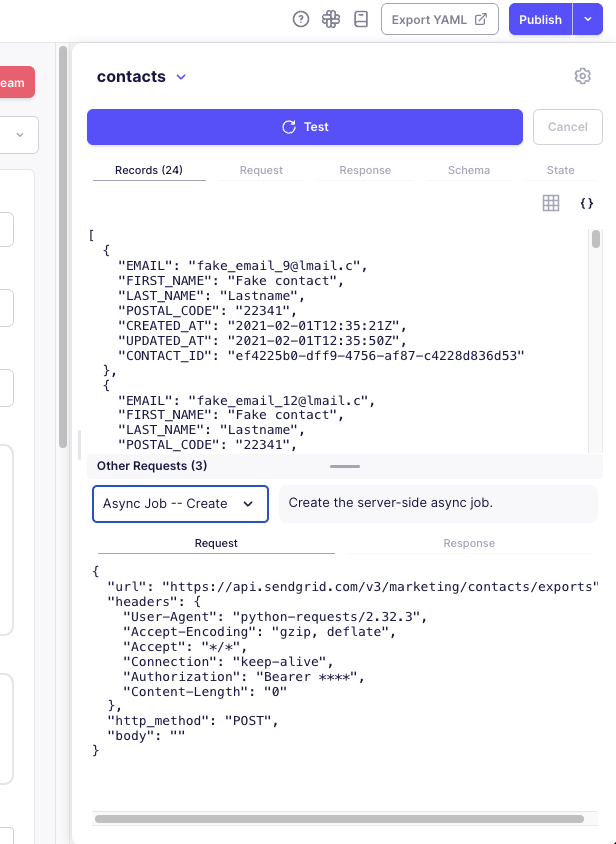 Export YAML
Publish
eam
contacts
Test
Cancel
Records (24)
Request
Response
Schema
State
{}
[
{
"EMAIL": "fake_email_9@lmail.c",
"FIRST_NAME": "Fake contact",
"LAST_NAME": "Lastname",
"POSTAL_CODE": "22341",
"CREATED_AT": "2021-02-01T12:35:21Z",
"UPDATED_AT": "2021-02-01T12:35:50Z",
"CONTACT_ID": "ef4225b0-dff9-4756-af87-c4228d836d53"
},
{
"EMAIL": "fake_email_12@lmail.c",
"FIRST_NAME": "Fake contact",
"LAST_NAME": "Lastname",
"POSTAL_CODE": "22341",
Other Requests (3)
Async Job -- Create
Create the server-side async job.
Request
Response
{
"url": "https://api.sendgrid.com/v3/marketing/contacts/exports"
"headers": {
"User-Agent": "python-requests/2.32.3",
"Accept-Encoding": "gzip, deflate",
"Accept": "*/*",
"Connection": "keep-alive",
"Authorization": "Bearer ****",
"Content-Length": "0"
},
"http_method": "POST",
"body": ""
}